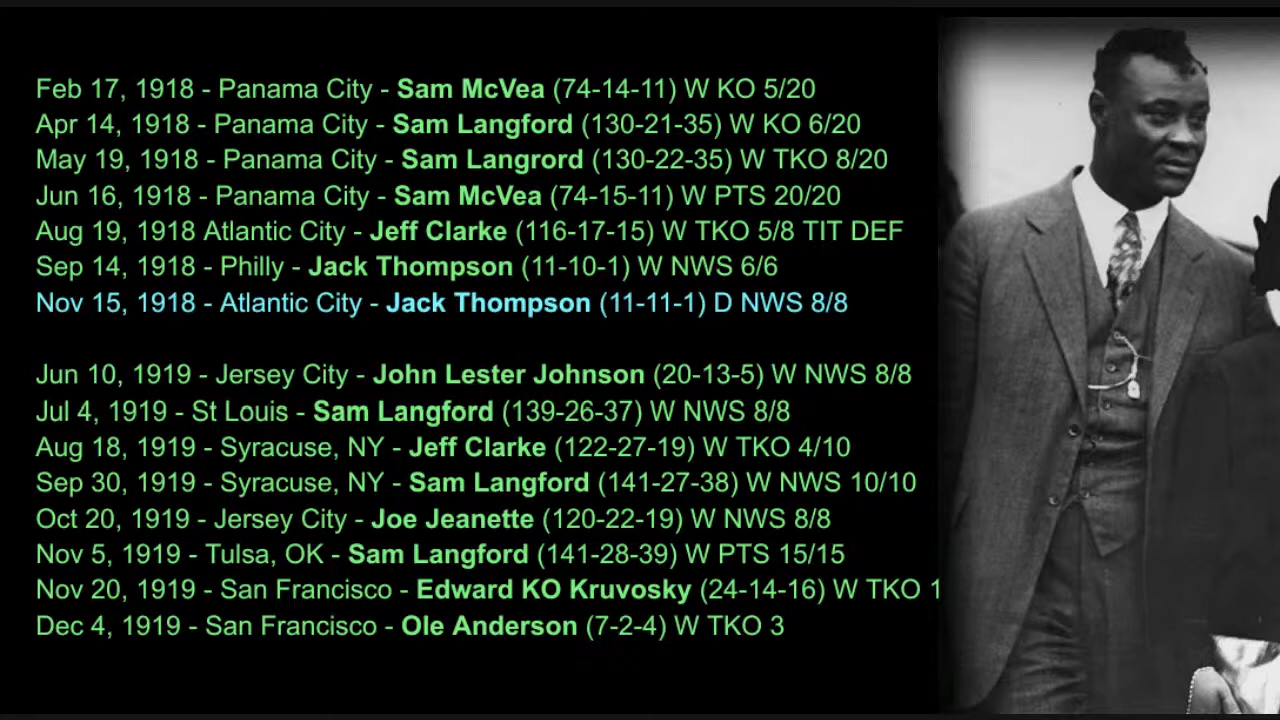 Feb 17, 1918 - Panama City - Sam McVea (74-14-11) W KO 5/20
Apr 14, 1918 - Panama City - Sam Langford (130-21-35) W KO 6/20
May 19, 1918 - Panama City - Sam Langrord (130-22-35) W TKO 8/20
Jun 16, 1918 - Panama City - Sam McVea (74-15-11) W PTS 20/20
Aug 19, 1918 Atlantic City - Jeff Clarke (116-17-15) W TKO 5/8 TIT DEF
Sep 14, 1918 - Philly - Jack Thompson (11-10-1) W NWS 6/6
Nov 15, 1918 - Atlantic City - Jack Thompson (11-11-1) D NWS 8/8
Jun 10, 1919 - Jersey City - John Lester Johnson (20-13-5) W NWS 8/8
Jul 4, 1919 - St Louis - Sam Langford (139-26-37) W NWS 8/8
Aug 18, 1919 - Syracuse, NY - Jeff Clarke (122-27-19) W TKO 4/10
Sep 30, 1919 - Syracuse, NY - Sam Langford (141-27-38) W NWS 10/10
Oct 20, 1919 - Jersey City - Joe Jeanette (120-22-19) W NWS 8/8
Nov 5, 1919 - Tulsa, OK - Sam Langford (141-28-39) W PTS 15/15
Nov 20, 1919 - San Francisco - Edward KO Kruvosky (24-14-16) W TKO 1
Dec 4, 1919 - San Francisco - Ole Anderson (7-2-4) W TKO 3